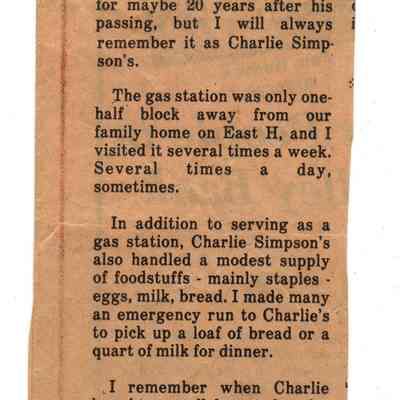 for maybe 20 years after his
passing, but I will always
remember it as Charlie Simp-
son's.
The gas station was only one-
half block away from our
family home on East H, and I
visited it several times a week.
Several times a day,
sometimes.
In addition to serving as a
gas station, Charlie Simpson's
also handled a modest supply
of foodstuffs - mainly staples -
eggs, milk, bread. I made many
an emergency run to Charlie's
to pick up a loaf of bread or a
quart of milk for dinner.
I remember when Charlie